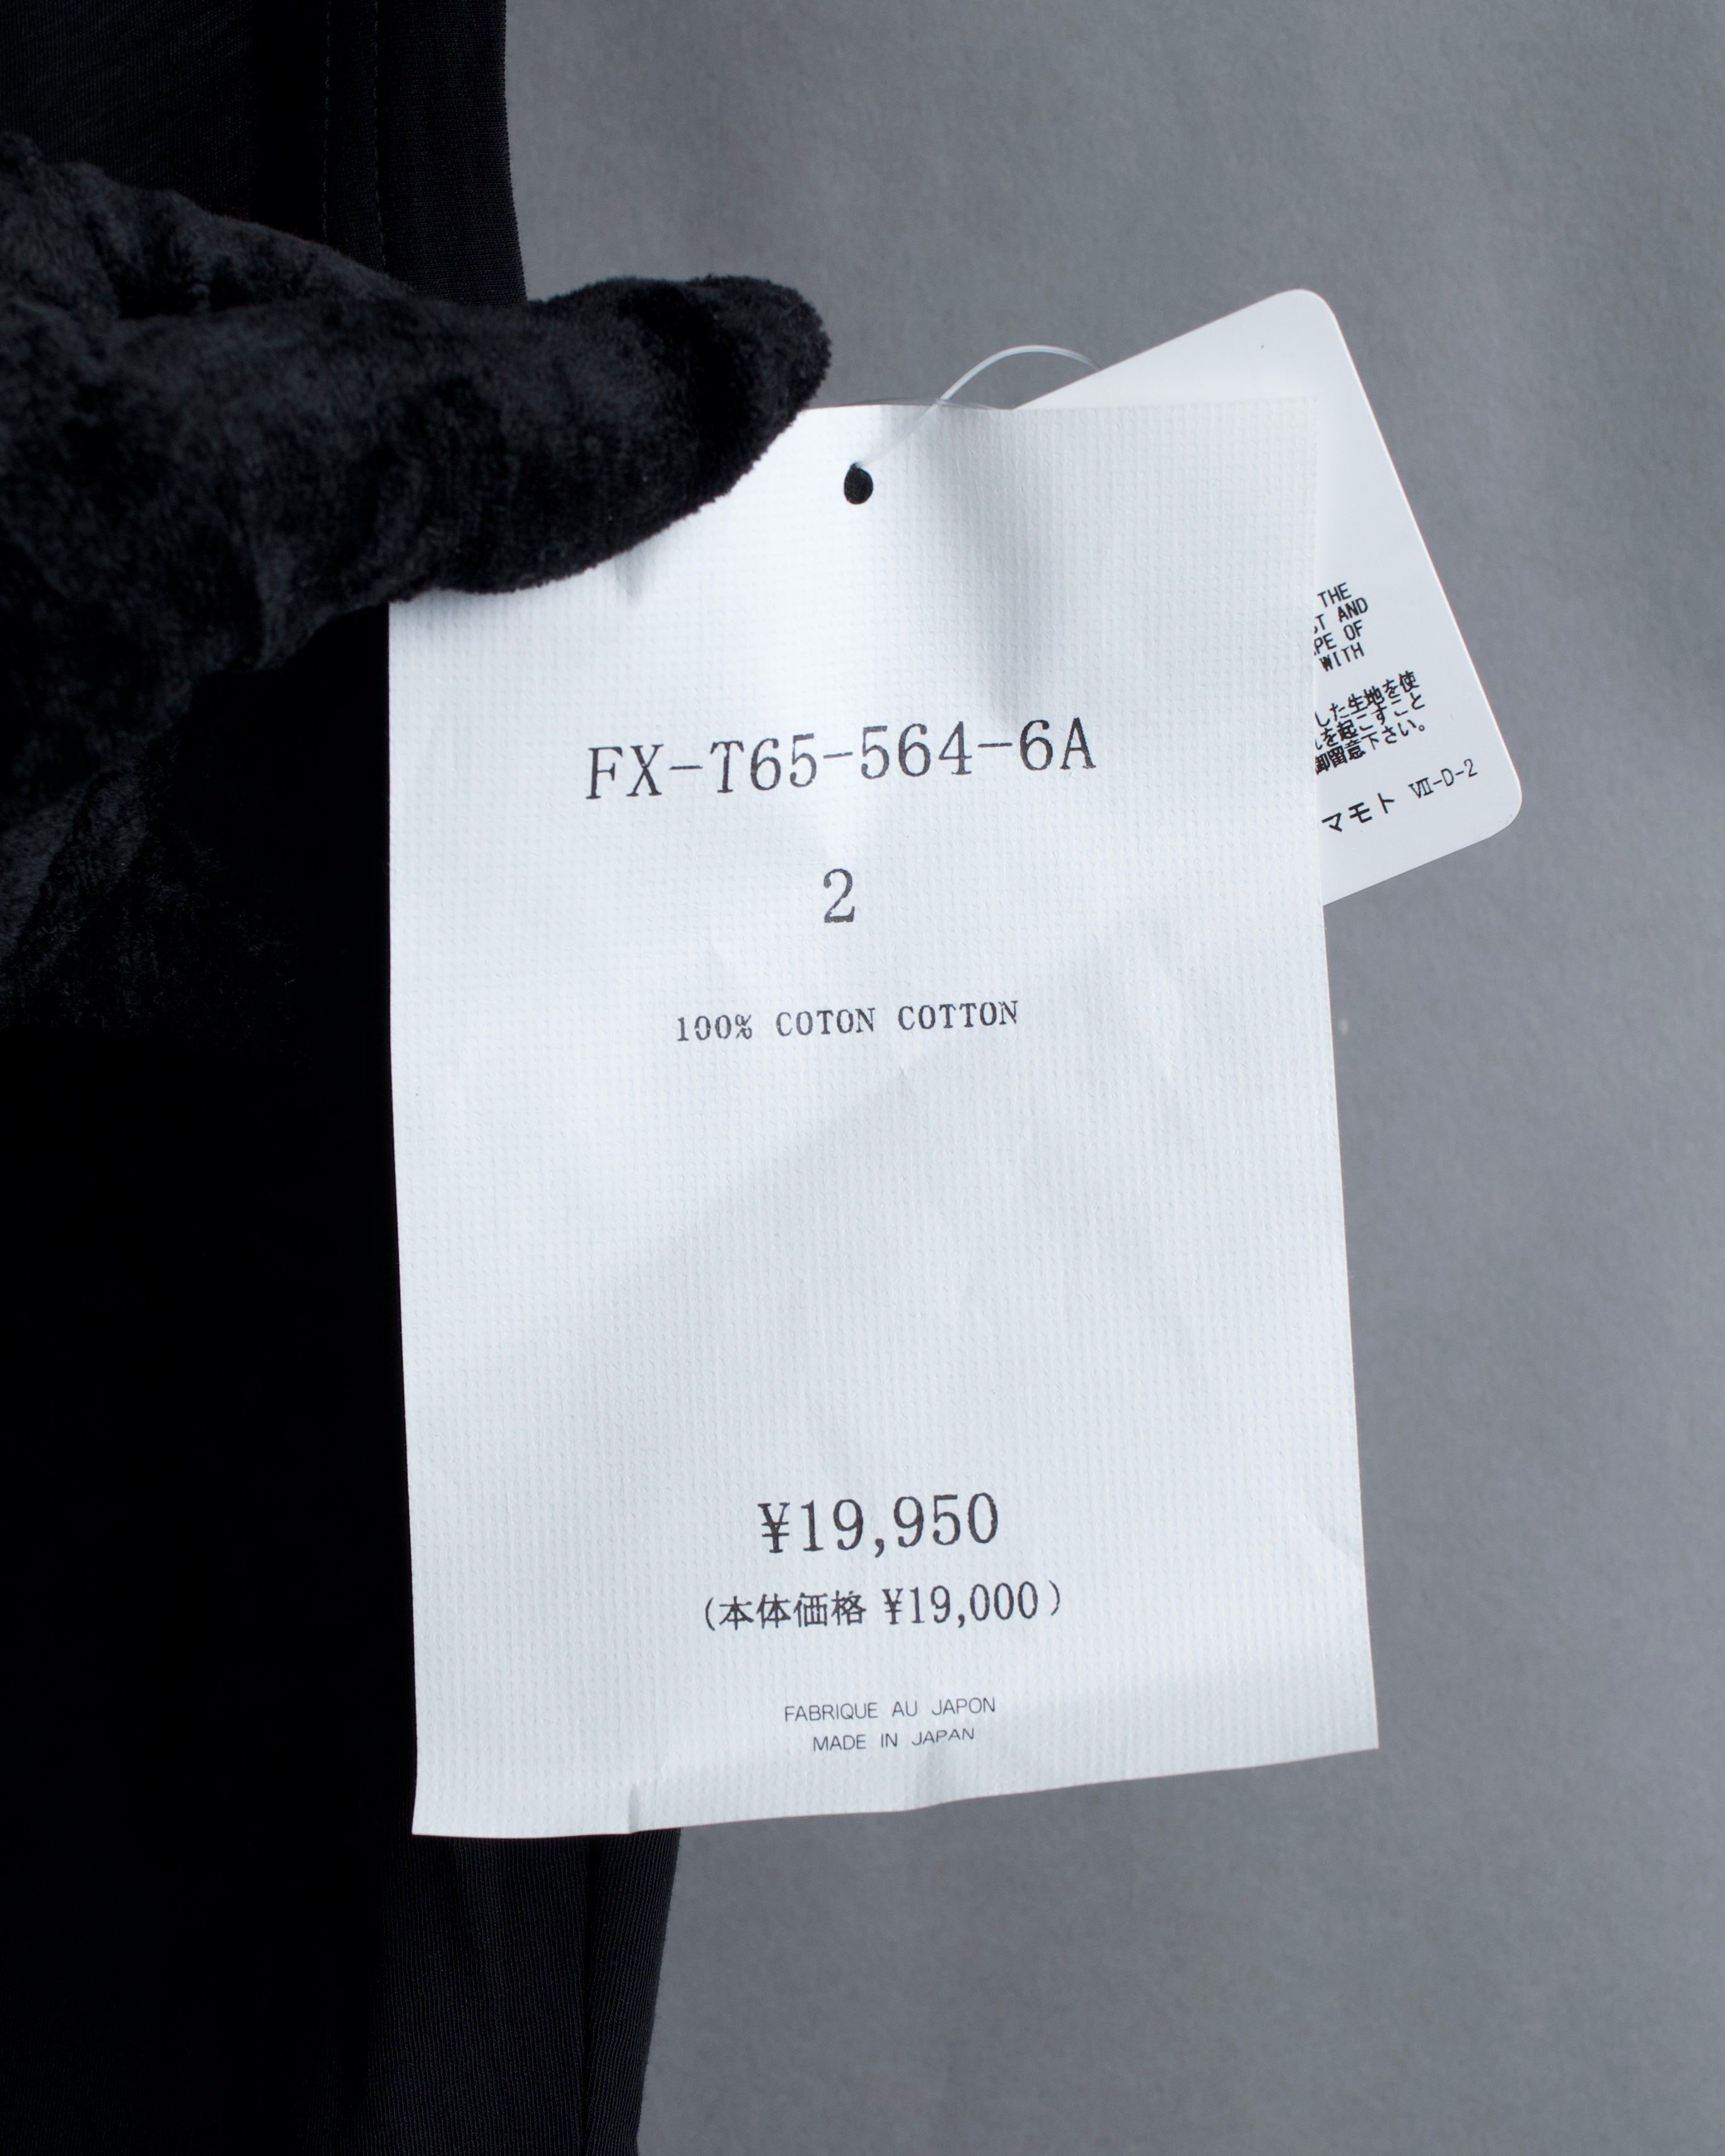 FX-T65-564-6A
2
100% COTON COTTON
¥19,950
(本体価格 ¥19,000)
FABRIQUE AU JAPON
MADE IN JAPAN
THE
AND
OF
WITH
した生地を使
を起こすこと
御留意下さい。
マモト VII-D-2